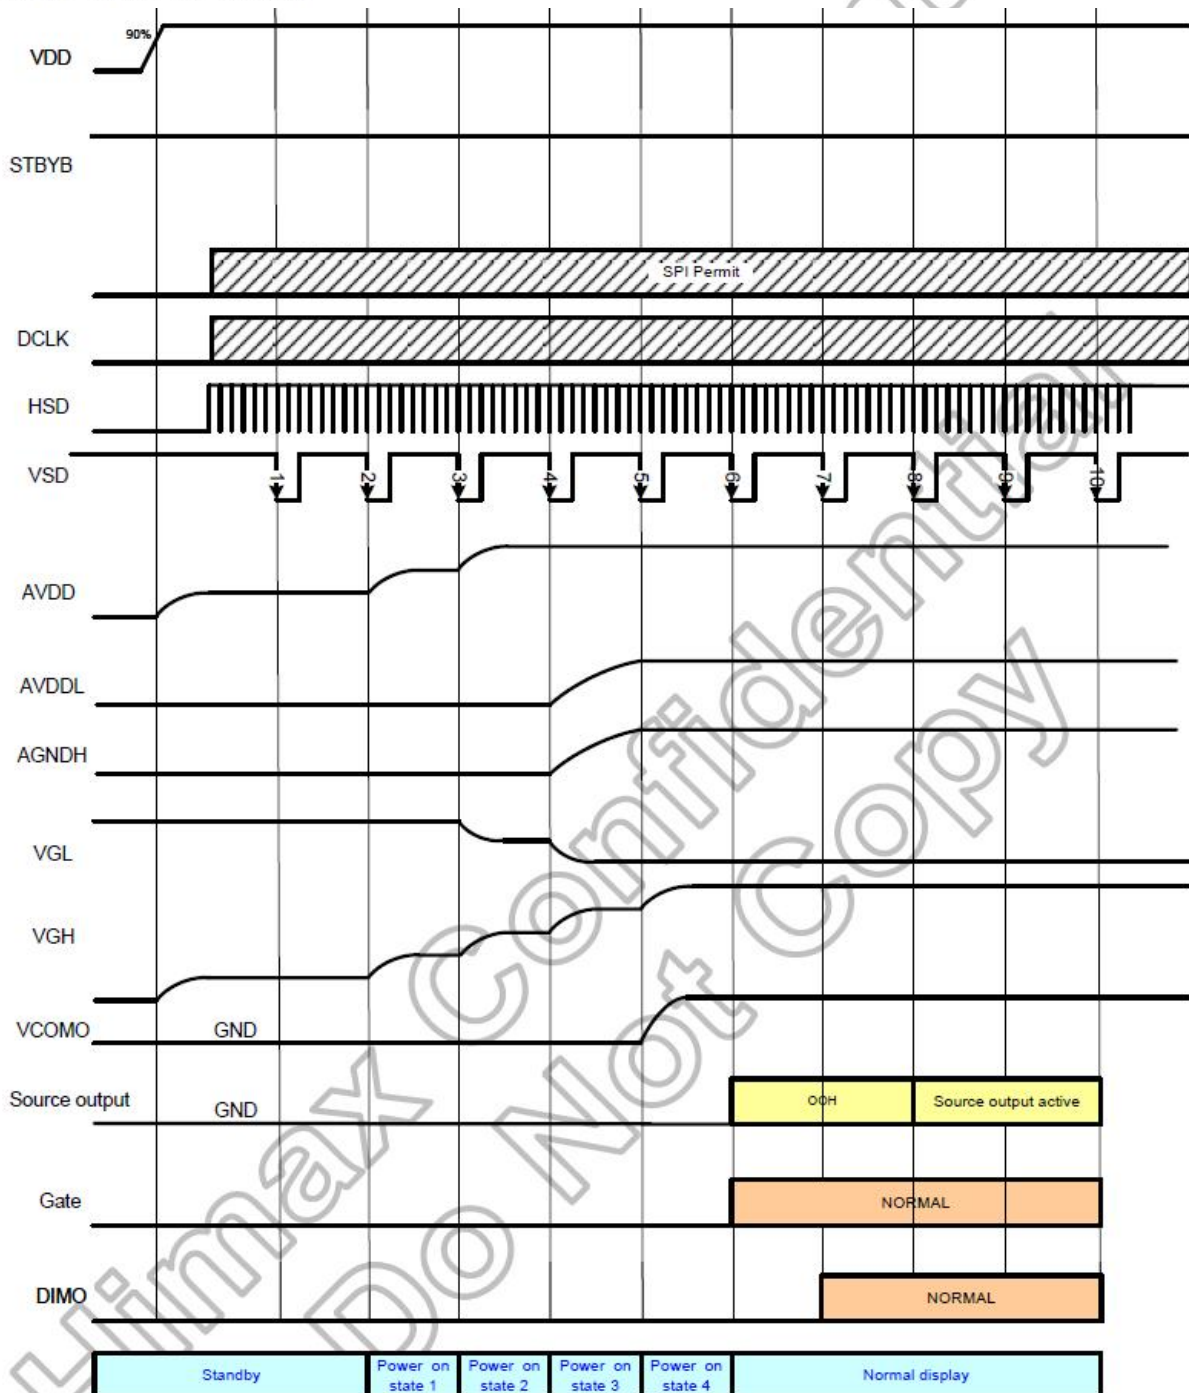 90%
VDD
STBYB
SPI Permit
DCLK
HSD
VSD
1 2 3 4 5 6 7 8 9 10
AVDD
AVDDL
AGNDH
VGL
VGH
VCOMO GND
Source output GND OOH Source output active
Gate NORMAL
DIMO NORMAL
Standby Power on state 1 Power on state 2 Power on state 3 Power on state 4 Normal display
Himax Confidential
Do Not Copy